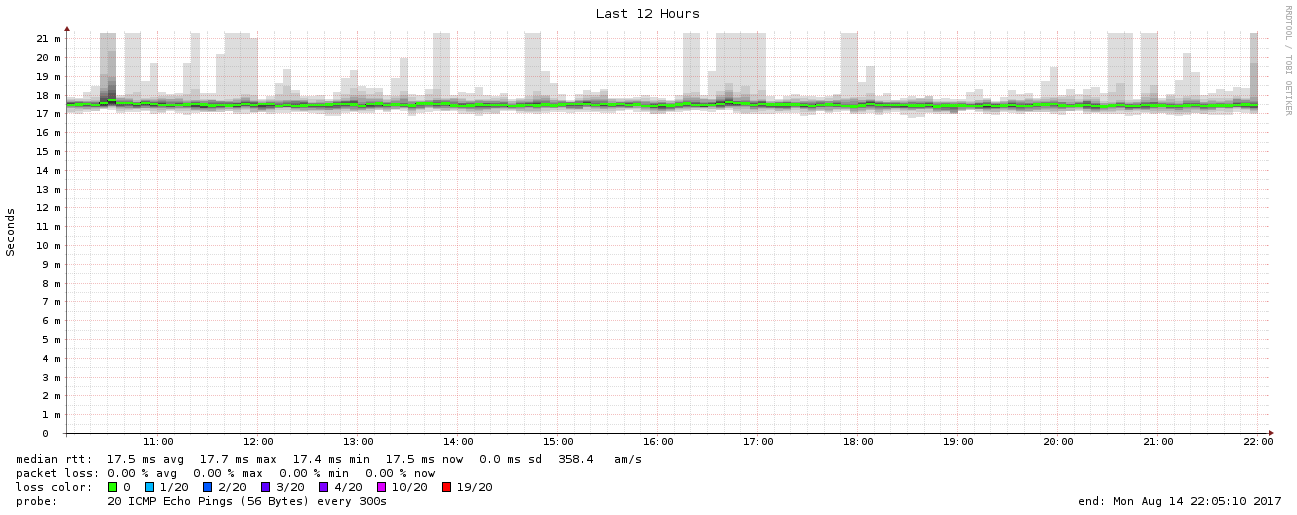 Last 12 Hours
RRDTOOL / TOBI OETIKER
Seconds
21 m
20 m
19 m
18 m
17 m
16 m
15 m
14 m
13 m
12 m
11 m
10 m
9 m
8 m
7 m
6 m
5 m
4 m
3 m
2 m
1 m
0
11:00 12:00 13:00 14:00 15:00 16:00 17:00 18:00 19:00 20:00 21:00 22:00
median rtt: 17.5 ms avg 17.7 ms max 17.4 ms min 17.5 ms now 0.0 ms sd 358.4 am/s
packet loss: 0.00 % avg 0.00 % max 0.00 % min 0.00 % now
loss color: 0 1/20 2/20 3/20 4/20 10/20 19/20
probe: 20 ICMP Echo Pings (56 Bytes) every 300s end: Mon Aug 14 22:05:10 2017